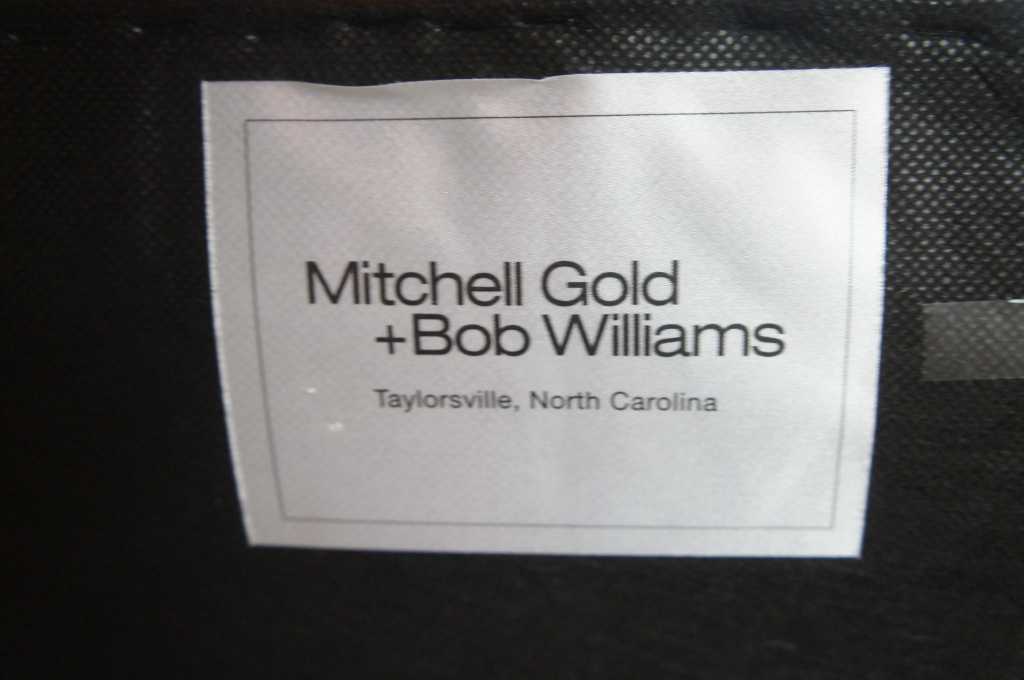 Mitchell Gold
+Bob Williams
Taylorsville, North Carolina